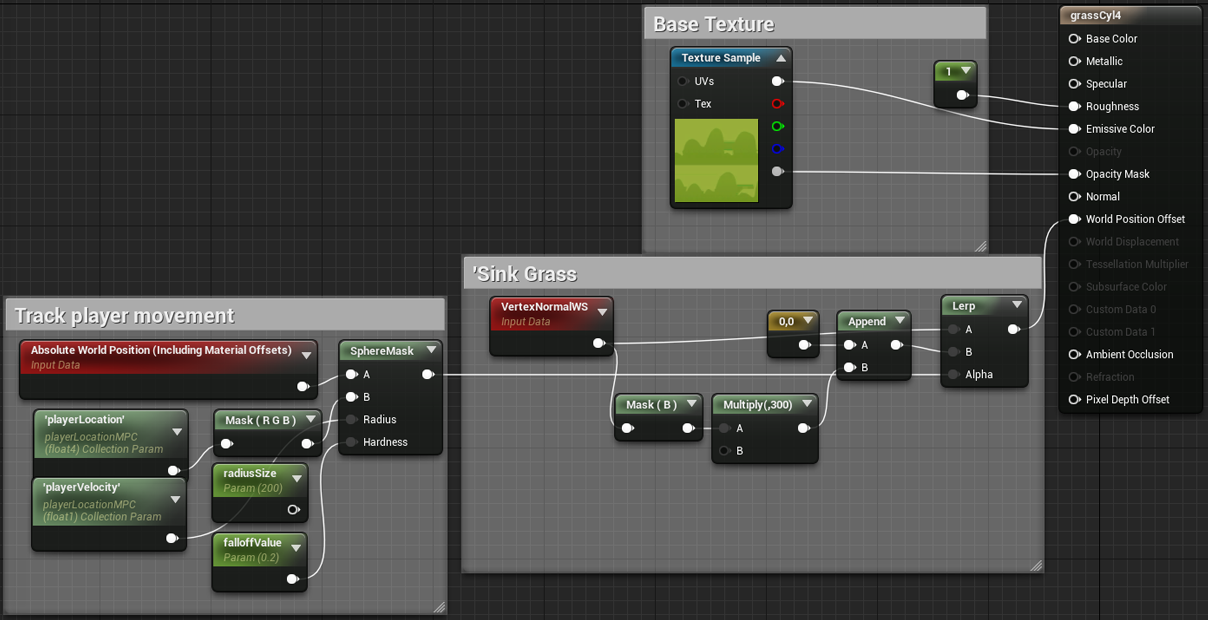 Base Texture
Texture Sample
UVs
Tex
1
grassCyl4
Base Color
Metallic
Specular
Roughness
Emissive Color
Opacity
Opacity Mask
Normal
World Position Offset
World Displacement
Tessellation Multiplier
Subsurface Color
Custom Data 0
Custom Data 1
Ambient Occlusion
Refraction
Pixel Depth Offset
'Sink Grass
VertexNormalWS
Input Data
0,0
Append
A
B
Lerp
A
B
Alpha
Mask ( B )
Multiply(,300)
A
B
Track player movement
Absolute World Position (Including Material Offsets)
Input Data
SphereMask
A
B
Radius
Hardness
'playerLocation'
playerLocationMPC
(float4) Collection Param
Mask ( R G B )
'playerVelocity'
playerLocationMPC
(float1) Collection Param
radiusSize
Param (200)
falloffValue
Param (0.2)